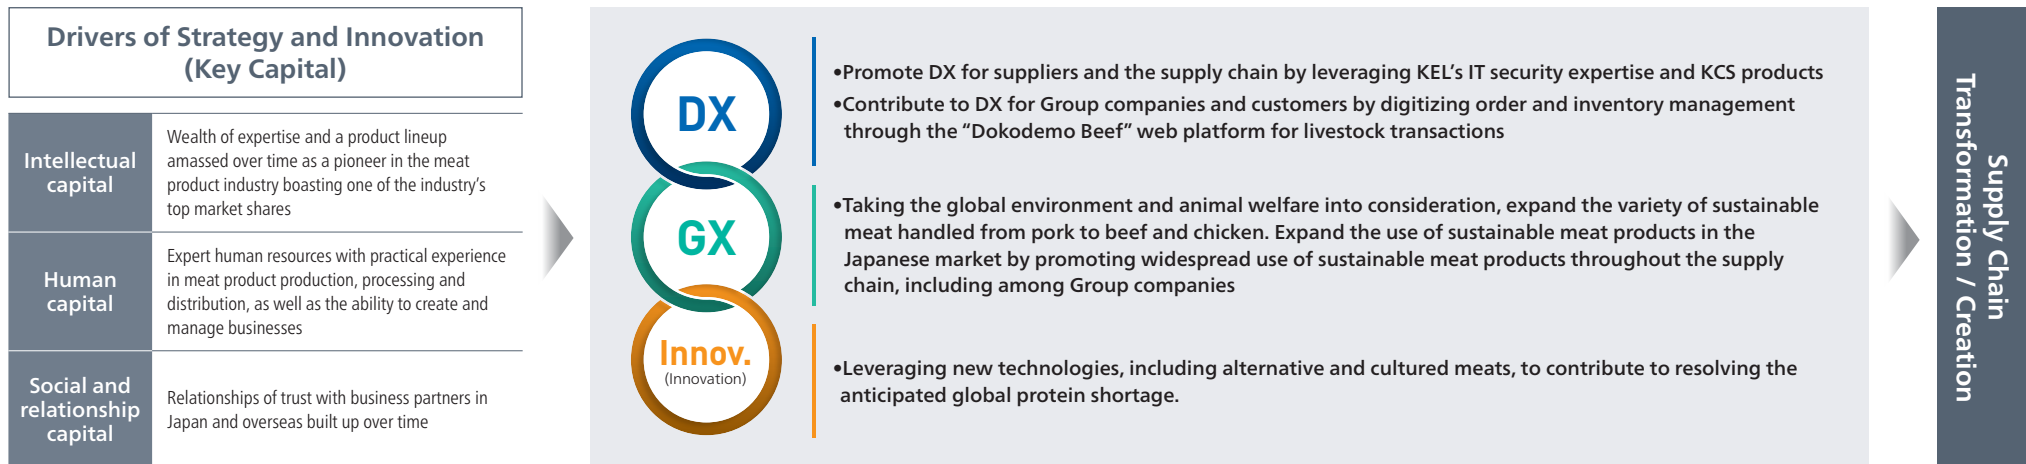 Drivers of Strategy and Innovation
(Key Capital)
Intellectual
capital
Wealth of expertise and a product lineup
amassed over time as a pioneer in the meat
product industry boasting one of the industry's
top market shares
Human
capital
Expert human resources with practical experience
in meat product production, processing and
distribution, as well as the ability to create and
manage businesses
Social and
relationship
capital
Relationships of trust with business partners in
Japan and overseas built up over time
DX
•Promote DX for suppliers and the supply chain by leveraging KEL's IT security expertise and KCS products
•Contribute to DX for Group companies and customers by digitizing order and inventory management
through the “Dokodemo Beef” web platform for livestock transactions
GX
•Taking the global environment and animal welfare into consideration, expand the variety of sustainable
meat handled from pork to beef and chicken. Expand the use of sustainable meat products in the
Japanese market by promoting widespread use of sustainable meat products throughout the supply
chain, including among Group companies
Innov.
(Innovation)
•Leveraging new technologies, including alternative and cultured meats, to contribute to resolving the
anticipated global protein shortage.
Supply Chain
Transformation / Creation